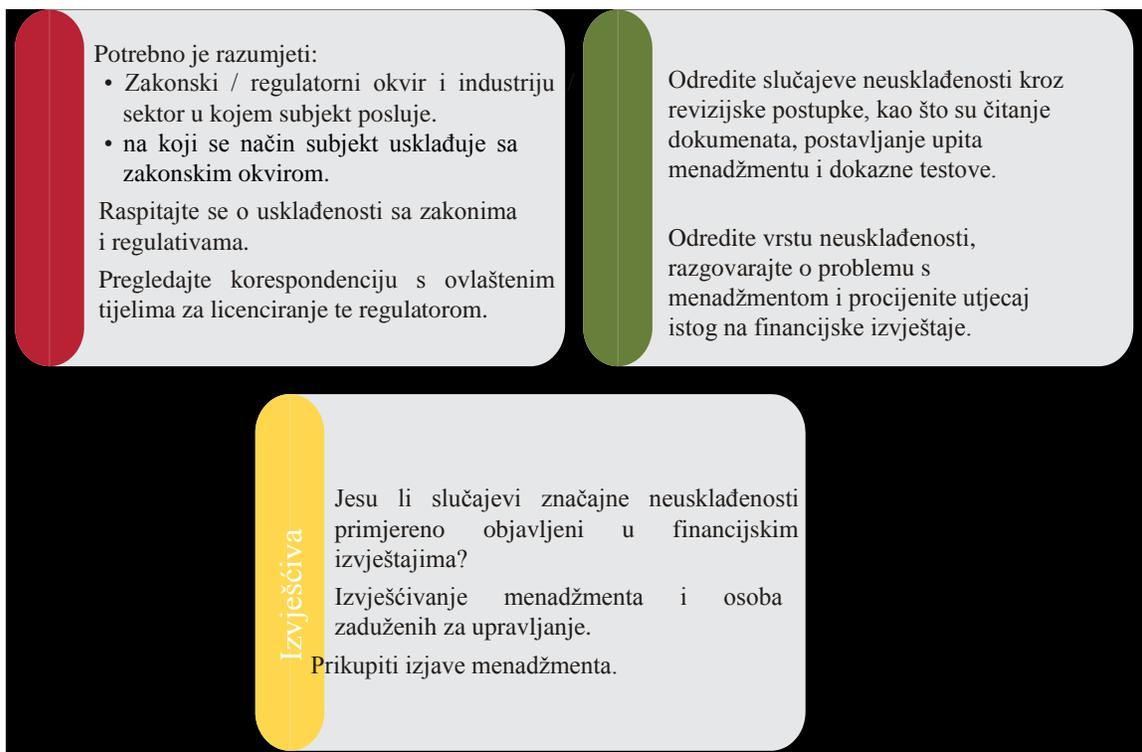 Potrebno je razumjeti:
• Zakonski / regulatorni okvir i industriju /
sektor u kojem subjekt posluje.
• na koji se način subjekt usklađuje sa
zakonskim okvirom.
Raspitajte se o usklađenosti sa zakonima
i regulativama.
Pregledajte korespondenciju s ovlaštenim
tijelima za licenciranje te regulatorom.
Odredite slučajeve neusklađenosti kroz
revizijske postupke, kao što su čitanje
dokumenata, postavljanje upita
menadžmentu i dokazne testove.
Odredite vrstu neusklađenosti,
razgovarajte o problemu s
menadžmentom i procijenite utjecaj
istog na financijske izvještaje.
Izvješćiva
Jesu li slučajevi značajne neusklađenosti
primjereno objavljeni u financijskim
izvještajima?
Izvješćivanje menadžmenta i osoba
zaduženih za upravljanje.
Prikupiti izjave menadžmenta.